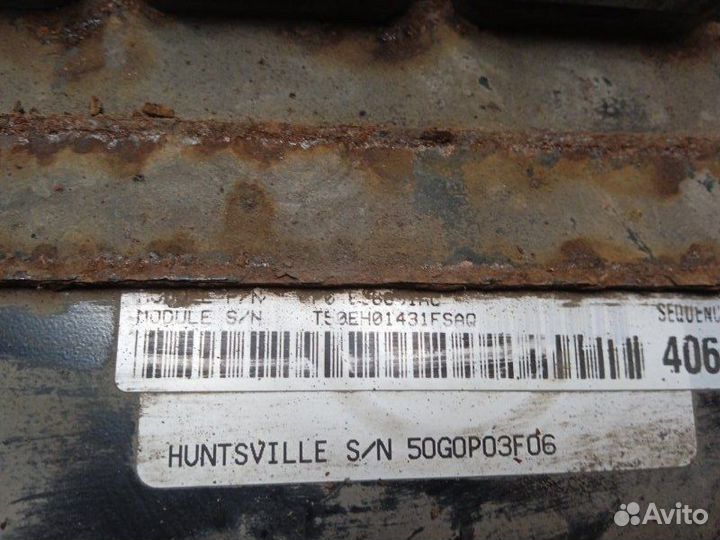 MODULE S/N T50EH01431FSAQ
SEQUENC
406
HUNTSVILLE S/N 50G0P03F06
Avito